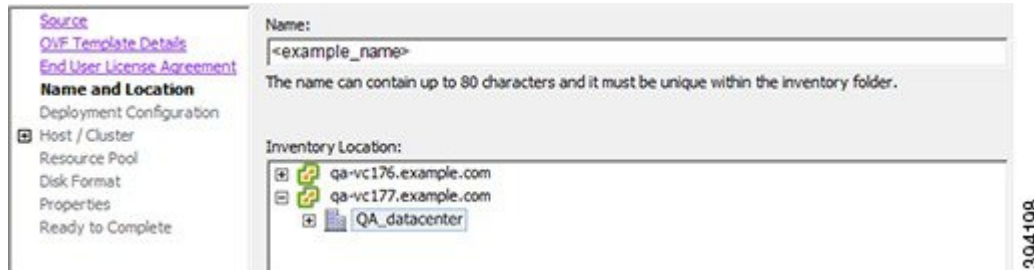 Source
OVF Template Details
End User License Agreement
Name and Location
Deployment Configuration
Host / Cluster
Resource Pool
Disk Format
Properties
Ready to Complete
Name:
<example_name>
The name can contain up to 80 characters and it must be unique within the inventory folder.
Inventory Location:
qa-vc176.example.com
qa-vc177.example.com
QA_datacenter
394198